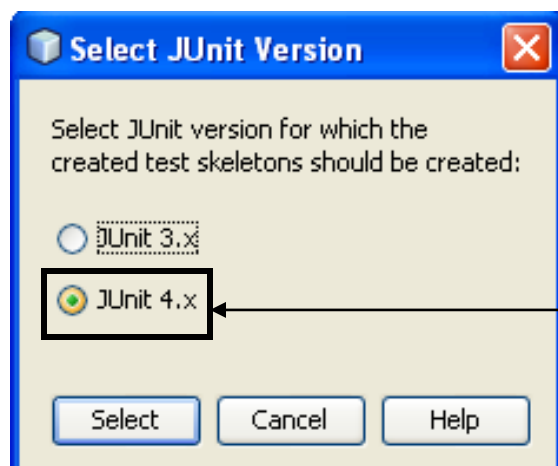 Select JUnit Version
Select JUnit version for which the
created test skeletons should be created:
JUnit 3.x
JUnit 4.x
Select Cancel Help